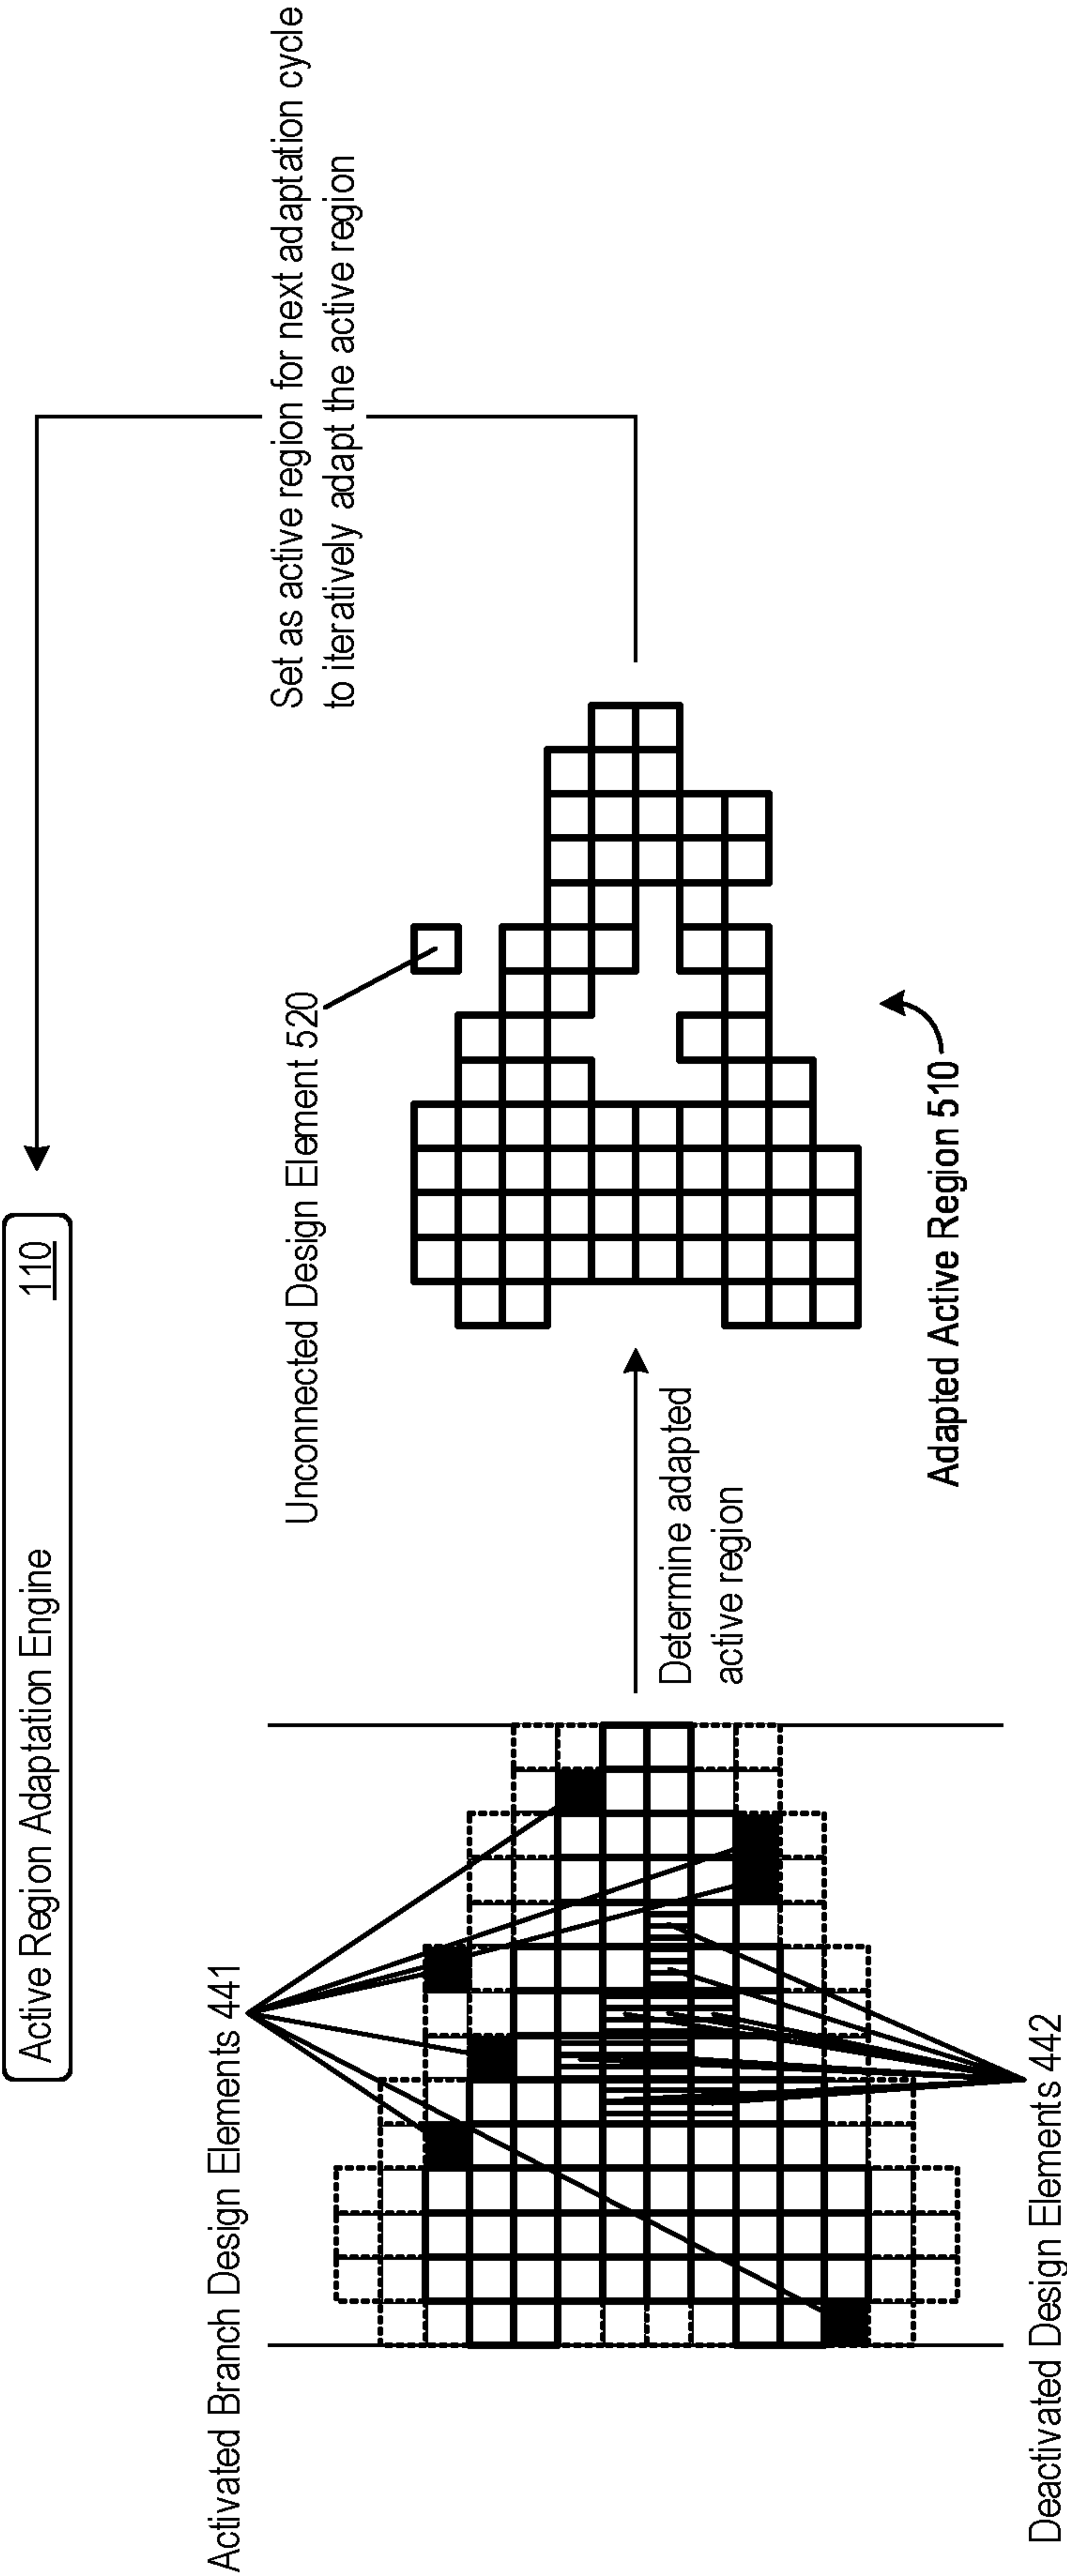 Active Region Adaptation Engine 110
Activated Branch Design Elements 441
Deactivated Design Elements 442
Determine adapted
active region
Unconnected Design Element 520
Adapted Active Region 510
Set as active region for next adaptation cycle
to iteratively adapt the active region